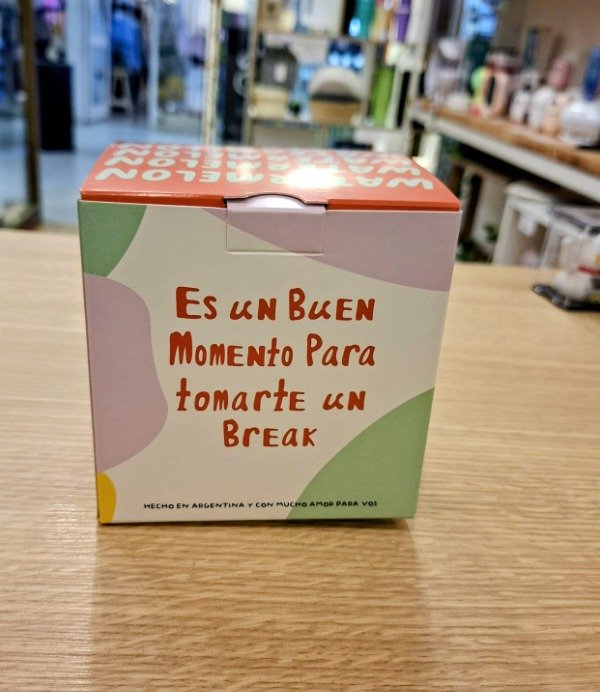 Es un Buen
Momento Para
tomarte un
Break
HECHO EN ARGENTINA Y CON MUCHO AMOR PARA VOS